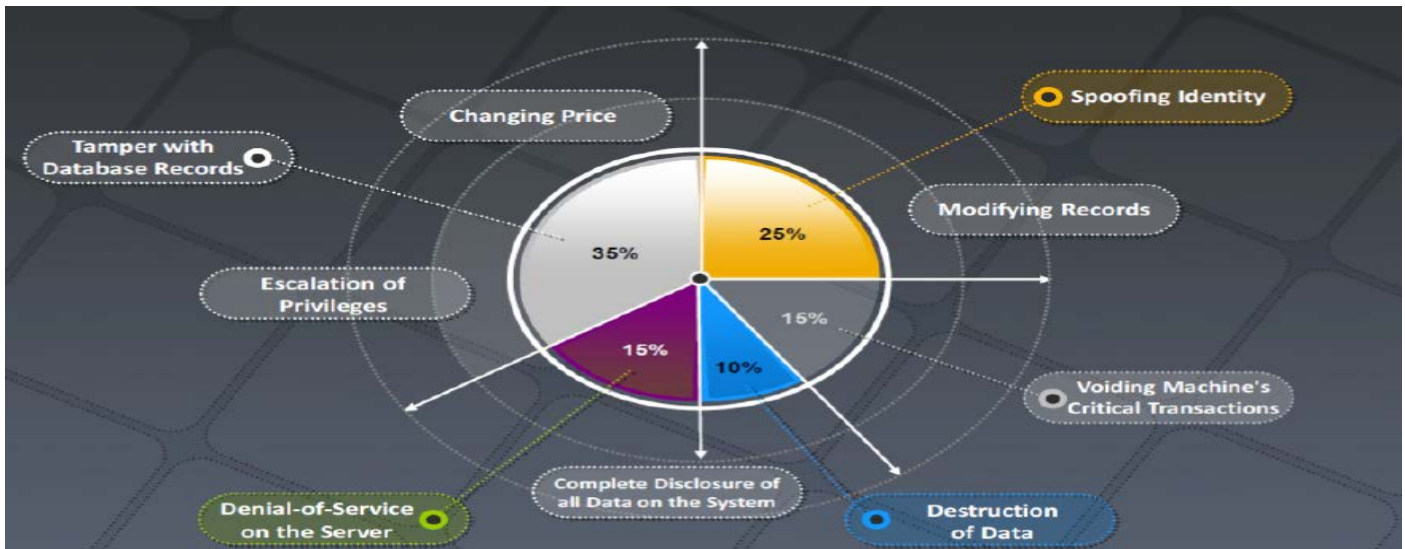 Changing Price
Spoofing Identity
Tamper with
Database Records
Modifying Records
25%
35%
Escalation of
Privileges
15%
15%
10%
Voiding Machine's
Critical Transactions
Complete Disclosure of
all Data on the System
Denial-of-Service
on the Server
Destruction
of Data